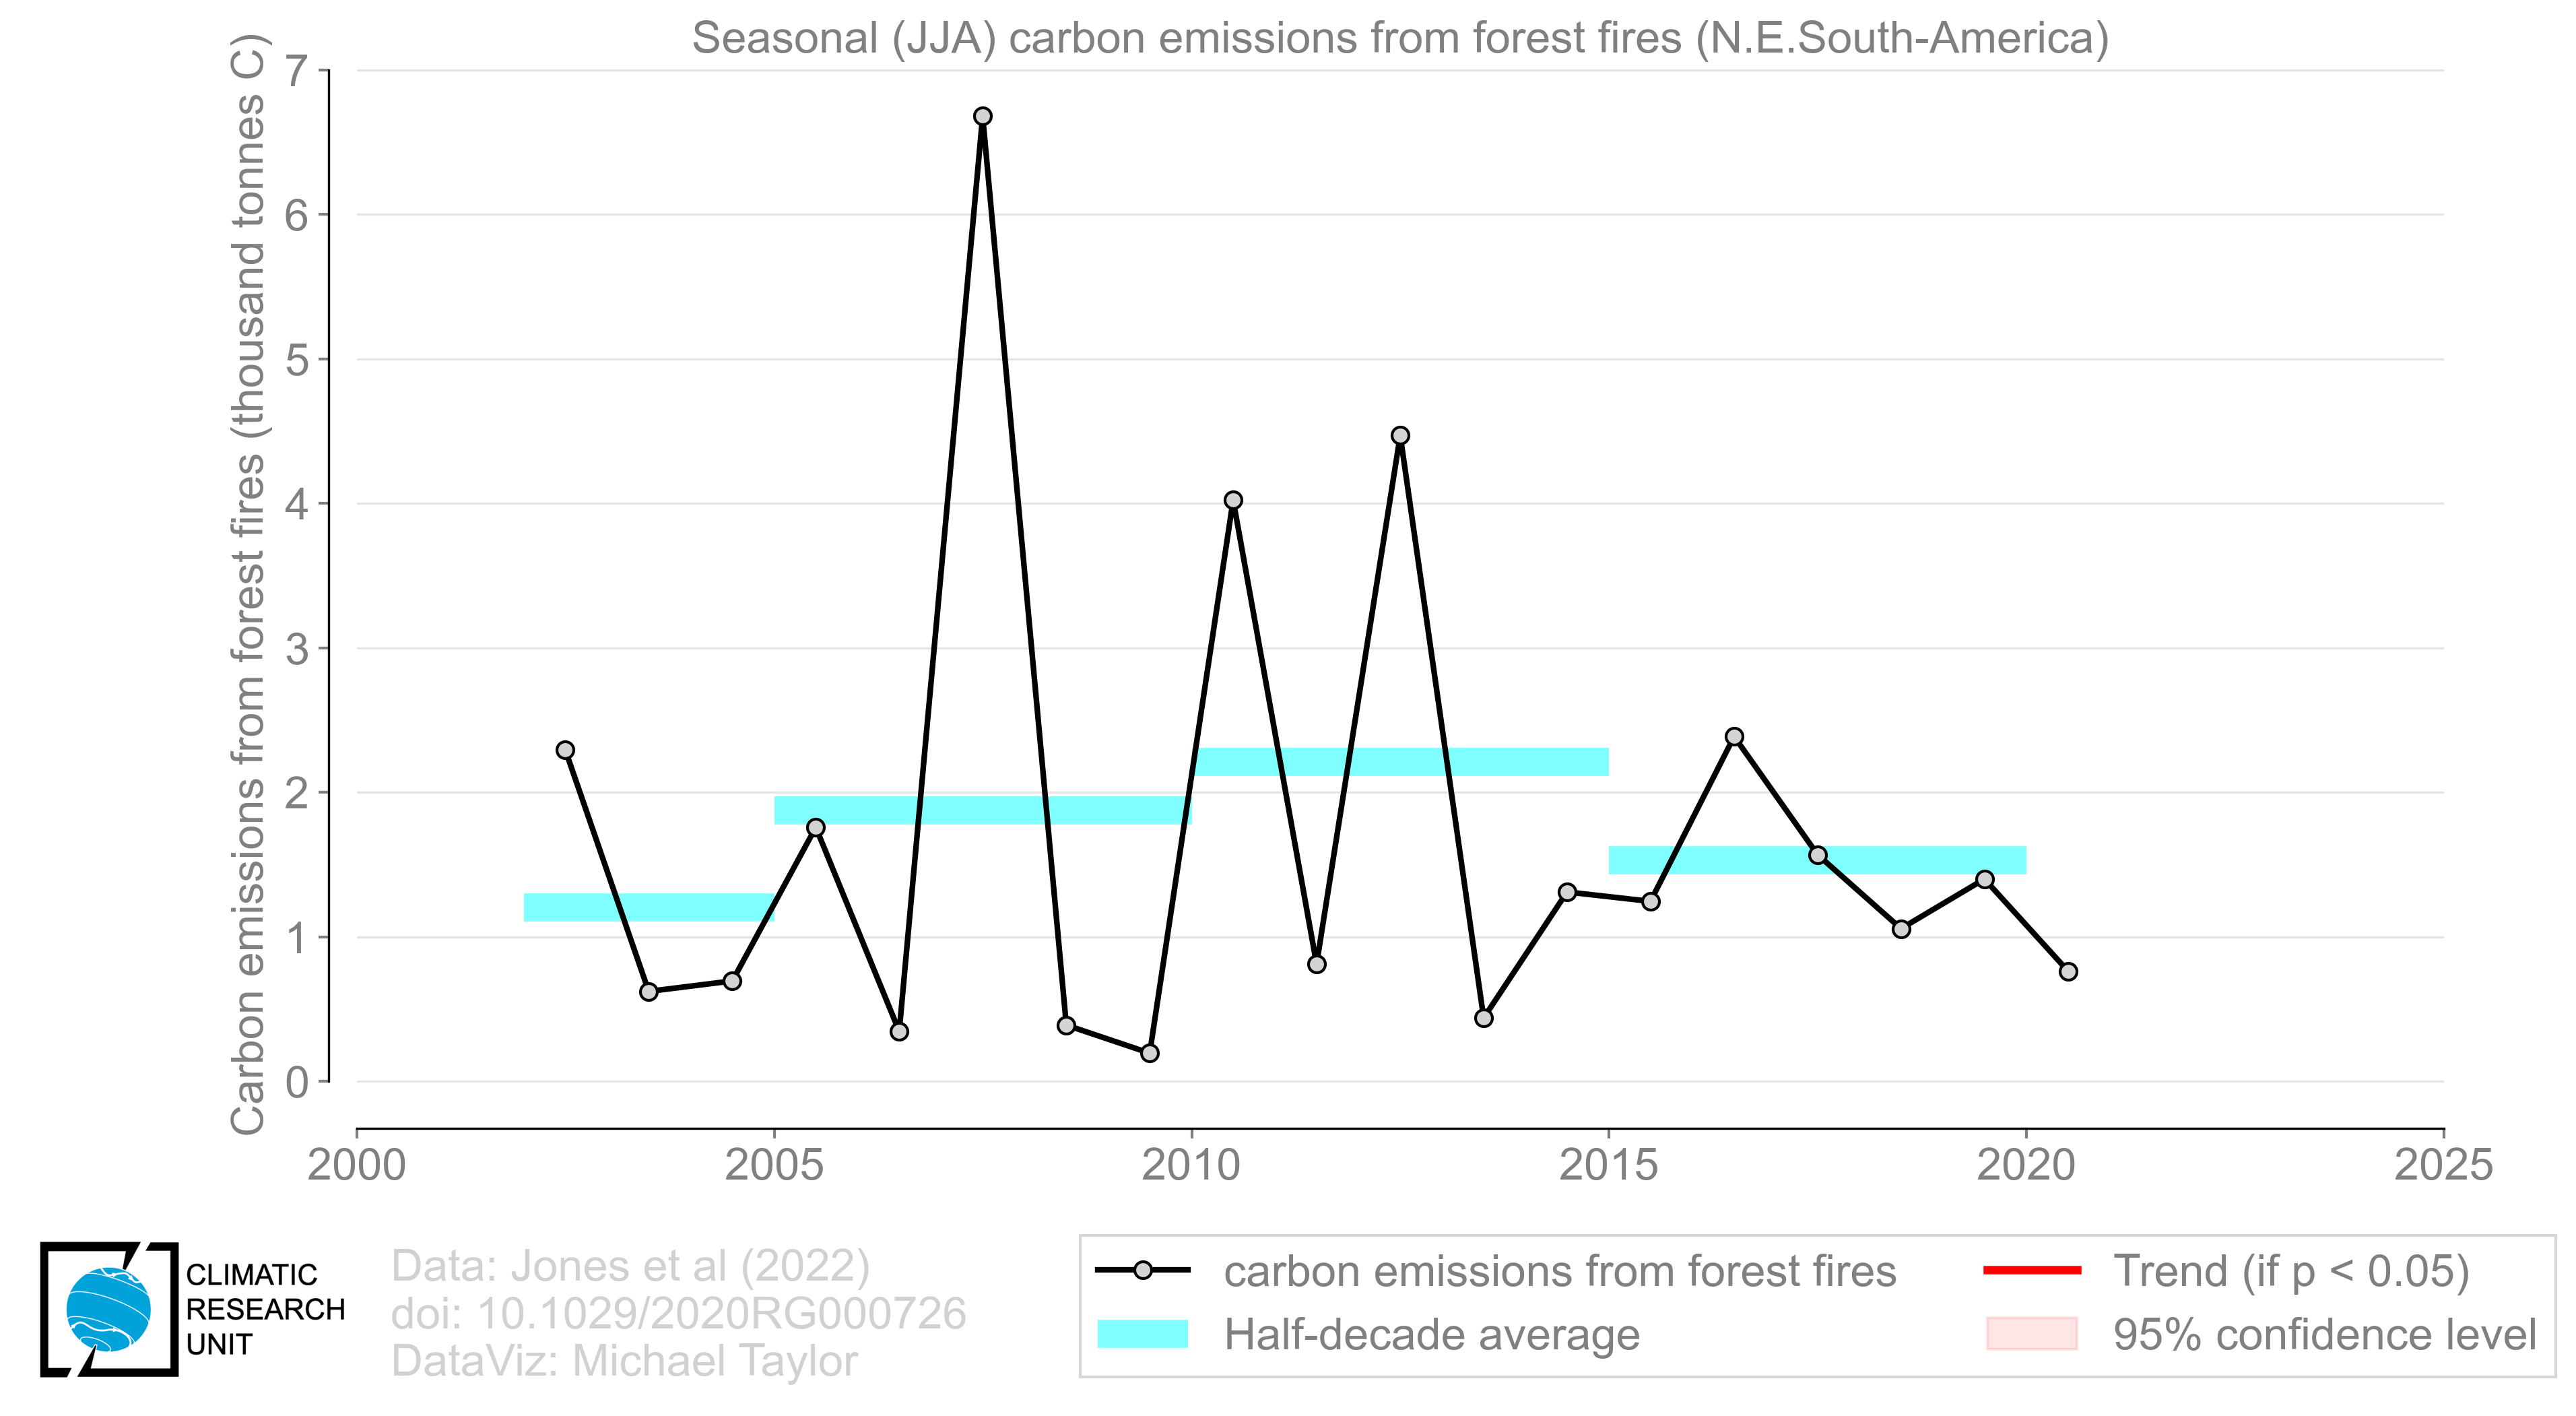 Seasonal (JJA) carbon emissions from forest fires (N.E.South-America)
Carbon emissions from forest fires (thousand tonnes C)
7
6
5
4
3
2
1
0
2000 2005 2010 2015 2020 2025
CLIMATIC
RESEARCH
UNIT
Data: Jones et al (2022)
doi: 10.1029/2020RG000726
DataViz: Michael Taylor
carbon emissions from forest fires
Half-decade average
Trend (if p < 0.05)
95% confidence level